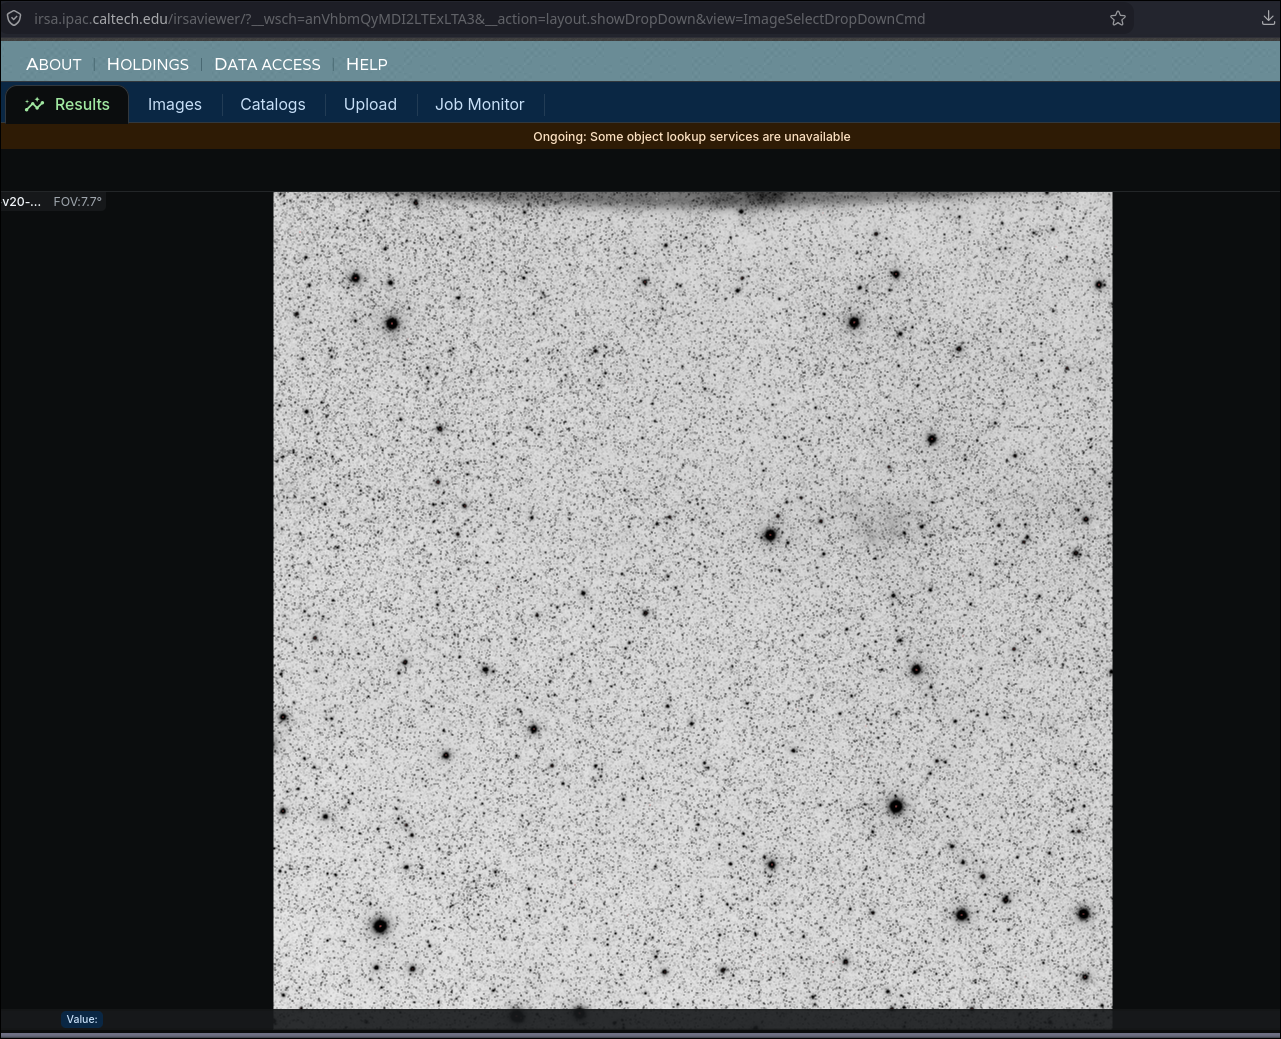 irsa.ipac.caltech.edu/irsaviewer/?__wsch=anVhbmQyMDI2LTExLTA3&__action=layout.showDropDown&view=ImageSelectDropDownCmd
ABOUT | HOLDINGS | DATA ACCESS | HELP
Results Images Catalogs Upload Job Monitor
Ongoing: Some object lookup services are unavailable
v20-... FOV:7.7°
Value: